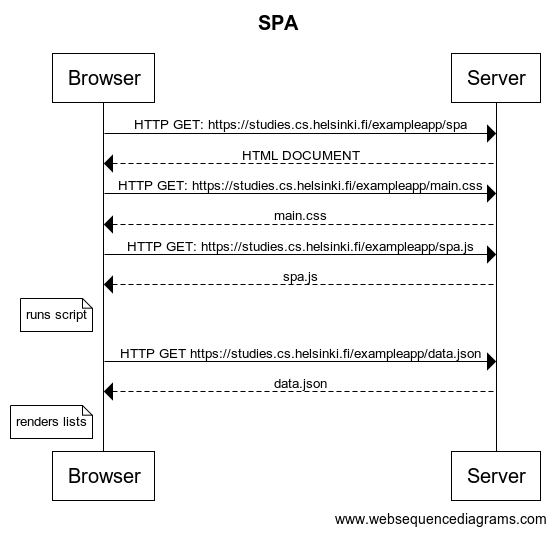 SPA
Browser
Server
HTTP GET: https://studies.cs.helsinki.fi/exampleapp/spa
HTML DOCUMENT
HTTP GET: https://studies.cs.helsinki.fi/exampleapp/main.css
main.css
HTTP GET: https://studies.cs.helsinki.fi/exampleapp/spa.js
spa.js
runs script
HTTP GET https://studies.cs.helsinki.fi/exampleapp/data.json
data.json
renders lists
Browser
Server
www.websequencediagrams.com